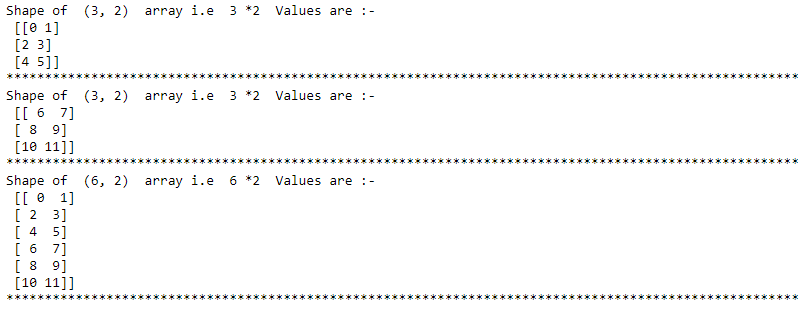 Shape of  (3, 2)  array i.e  3 *2  Values are :-
 [[0 1]
 [2 3]
 [4 5]]
*******************************************************************************************************
Shape of  (3, 2)  array i.e  3 *2  Values are :-
 [[ 6  7]
 [ 8  9]
 [10 11]]
*******************************************************************************************************
Shape of  (6, 2)  array i.e  6 *2  Values are :-
 [[ 0  1]
 [ 2  3]
 [ 4  5]
 [ 6  7]
 [ 8  9]
 [10 11]]
*******************************************************************************************************